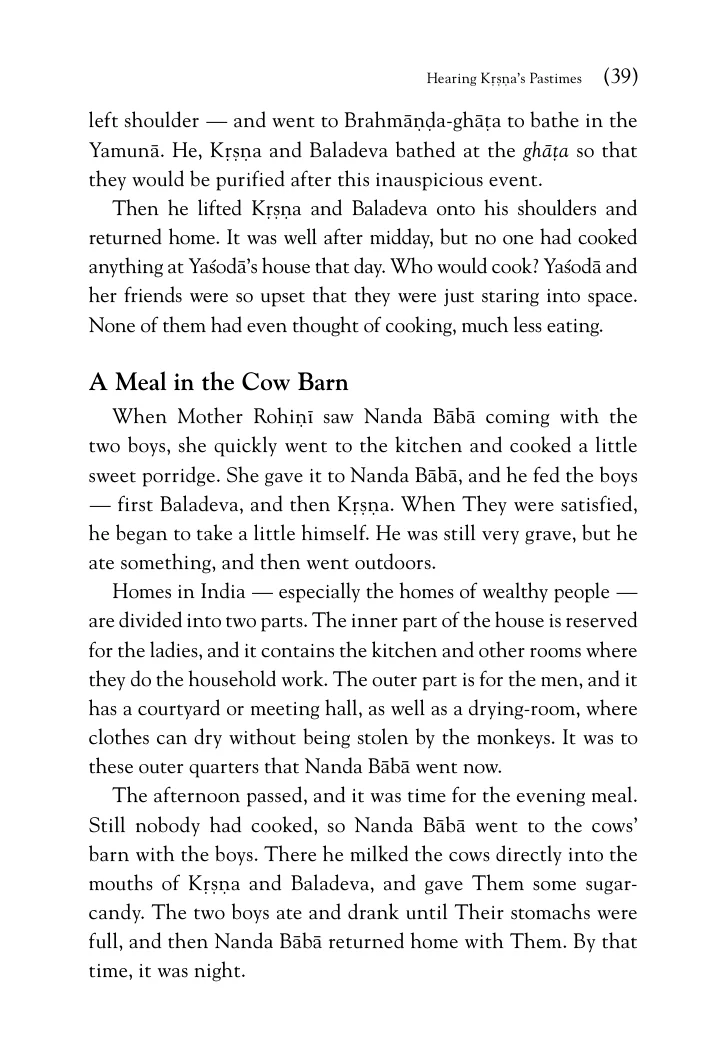 Hearing Kṛṣṇa's Pastimes (39)
left shoulder — and went to Brahmāṇḍa-ghāṭa to bathe in the
Yamunā. He, Kṛṣṇa and Baladeva bathed at the ghāṭa so that
they would be purified after this inauspicious event.
Then he lifted Kṛṣṇa and Baladeva onto his shoulders and
returned home. It was well after midday, but no one had cooked
anything at Yaśodā's house that day. Who would cook? Yaśodā and
her friends were so upset that they were just staring into space.
None of them had even thought of cooking, much less eating.
A Meal in the Cow Barn
When Mother Rohiṇī saw Nanda Bābā coming with the
two boys, she quickly went to the kitchen and cooked a little
sweet porridge. She gave it to Nanda Bābā, and he fed the boys
— first Baladeva, and then Kṛṣṇa. When They were satisfied,
he began to take a little himself. He was still very grave, but he
ate something, and then went outdoors.
Homes in India — especially the homes of wealthy people —
are divided into two parts. The inner part of the house is reserved
for the ladies, and it contains the kitchen and other rooms where
they do the household work. The outer part is for the men, and it
has a courtyard or meeting hall, as well as a drying-room, where
clothes can dry without being stolen by the monkeys. It was to
these outer quarters that Nanda Bābā went now.
The afternoon passed, and it was time for the evening meal.
Still nobody had cooked, so Nanda Bābā went to the cows'
barn with the boys. There he milked the cows directly into the
mouths of Kṛṣṇa and Baladeva, and gave Them some sugar-
candy. The two boys ate and drank until Their stomachs were
full, and then Nanda Bābā returned home with Them. By that
time, it was night.